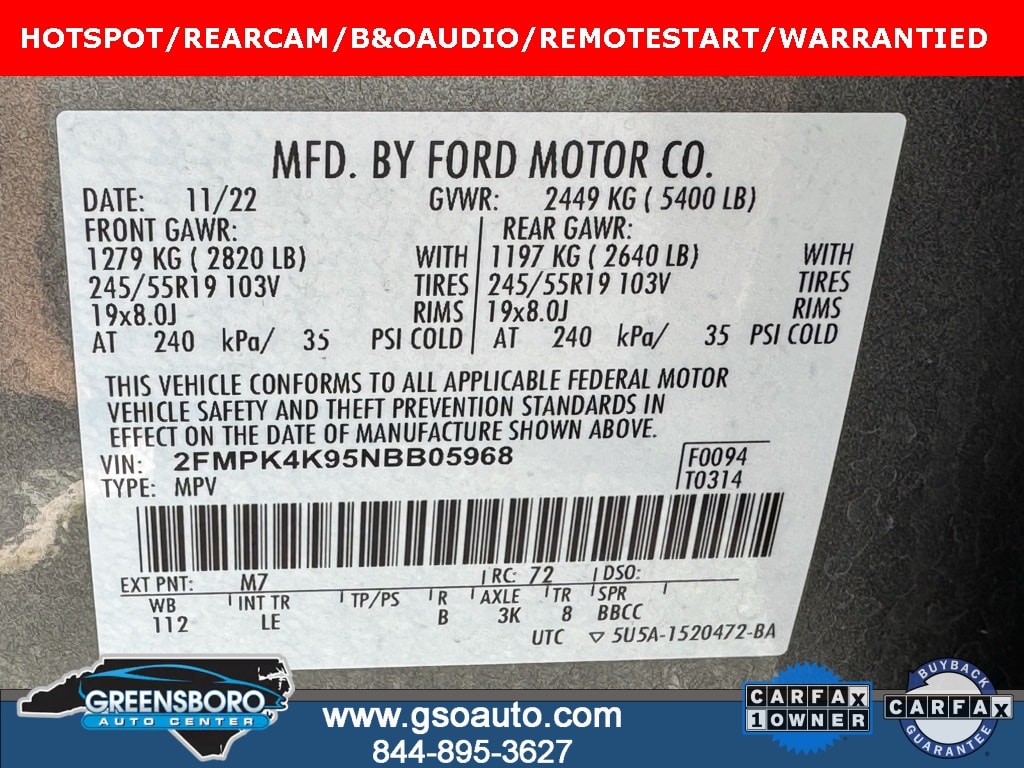 HOTSPOT/REARCAM/B&OAUDIO/REMOTESTART/WARRANTIED
MFD. BY FORD MOTOR CO.
DATE: 11/22 GVWR: 2449 KG ( 5400 LB)
FRONT GAWR: REAR GAWR:
1279 KG ( 2820 LB) WITH 1197 KG ( 2640 LB) WITH
245/55R19 103V TIRES 245/55R19 103V TIRES
19x8.0J RIMS 19x8.0J RIMS
AT 240 kPa/ 35 PSI COLD AT 240 kPa/ 35 PSI COLD
THIS VEHICLE CONFORMS TO ALL APPLICABLE FEDERAL MOTOR
VEHICLE SAFETY AND THEFT PREVENTION STANDARDS IN
EFFECT ON THE DATE OF MANUFACTURE SHOWN ABOVE.
VIN: 2FMPK4K95NBB05968 F0094
TYPE: MPV T0314
EXT PNT: M7 RC: 72 DSO:
WB INT TR TP/PS R AXLE TR SPR
112 LE B 3K 8 BBCC
UTC ▽ 5U5A-1520472-BA
GREENSBORO
AUTO CENTER
www.gsoauto.com
844-895-3627
CARFAX
1 OWNER
BUYBACK
CARFAX
GUARANTEE